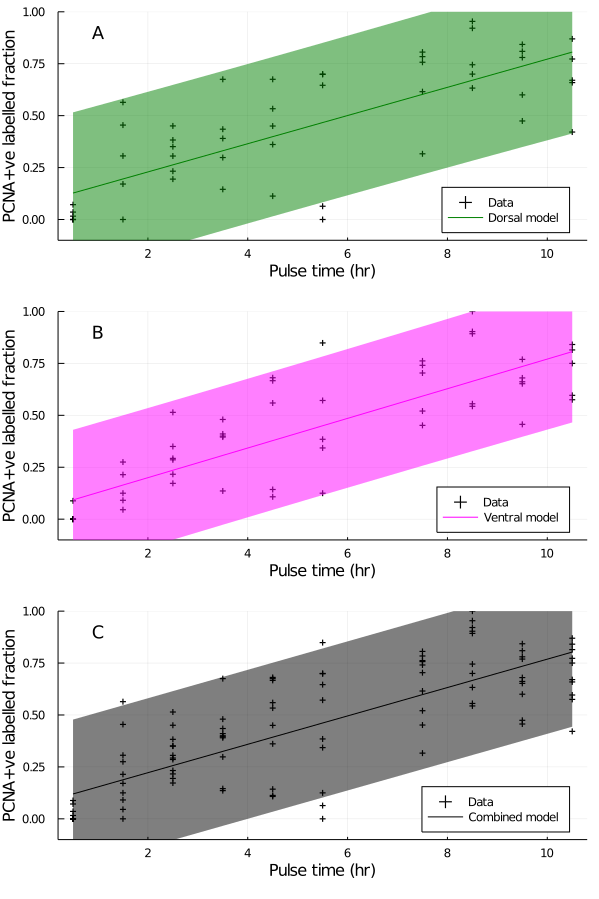 A
PCNA+ve labelled fraction
1.00
0.75
0.50
0.25
0.00
Data
Dorsal model
2
4
6
8
10
Pulse time (hr)
B
PCNA+ve labelled fraction
1.00
0.75
0.50
0.25
0.00
Data
Ventral model
2
4
6
8
10
Pulse time (hr)
C
PCNA+ve labelled fraction
1.00
0.75
0.50
0.25
0.00
Data
Combined model
2
4
6
8
10
Pulse time (hr)